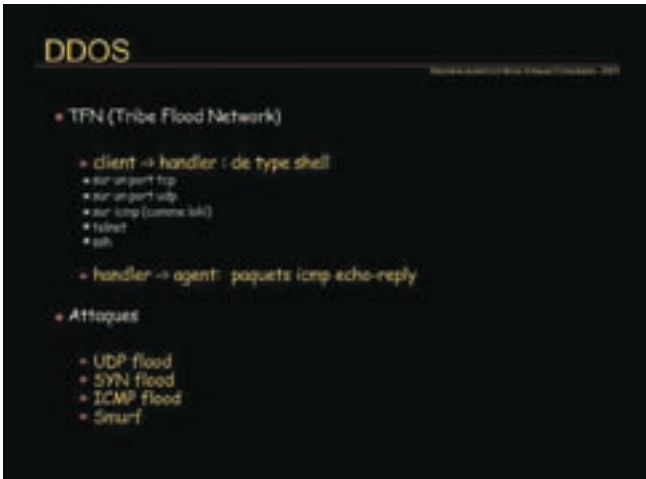 DDOS
TFN (Tribe Flood Network)
client -> handler : de type shell
sur un port tcp
sur un port udp
sur icmp (comme loki)
telnet
ssh
handler -> agent: paquets icmp echo-reply
Attaques
UDP flood
SYN flood
ICMP flood
Smurf